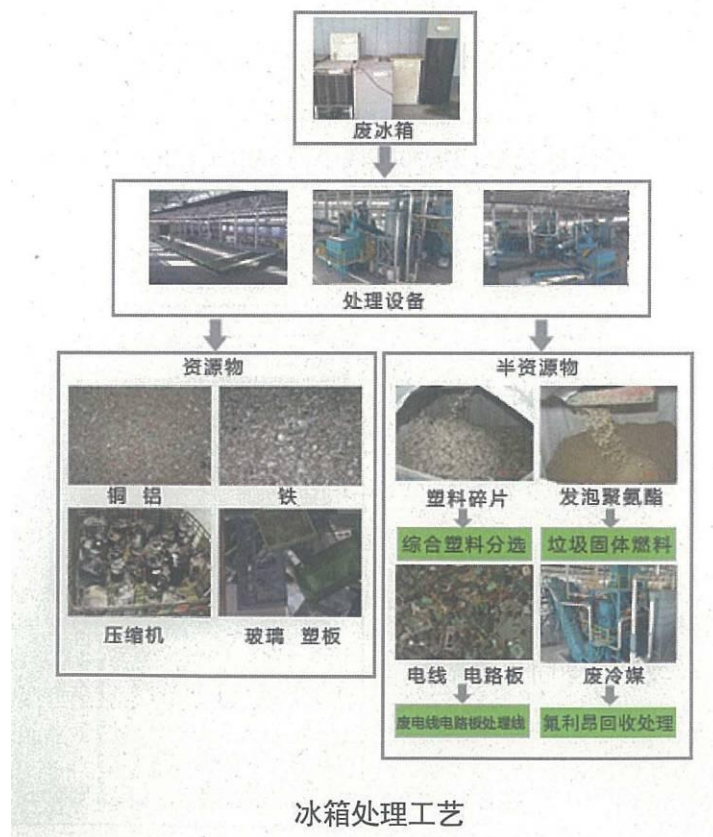 废冰箱
处理设备
资源物
铜 铝
铁
压缩机
玻璃 塑板
半资源物
塑料碎片
发泡聚氨酯
综合塑料分选
垃圾固体燃料
电线 电路板
废冷媒
废电线电路板处理线
氟利昂回收处理
冰箱处理工艺